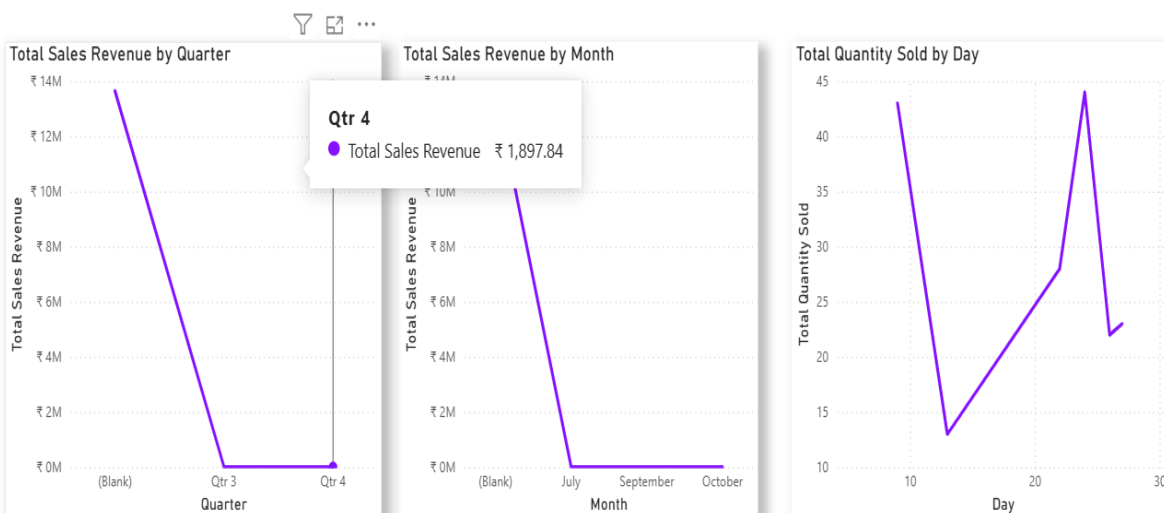 Total Sales Revenue by Quarter
₹ 14M
₹ 12M
₹ 10M
₹ 8M
₹ 6M
₹ 4M
₹ 2M
₹ 0M
Total Sales Revenue
(Blank)
Qtr 3
Qtr 4
Quarter
Qtr 4
Total Sales Revenue ₹ 1,897.84
Total Sales Revenue by Month
₹ 14M
₹ 10M
₹ 8M
₹ 6M
₹ 4M
₹ 2M
₹ 0M
Total Sales Revenue
(Blank)
July
September
October
Month
Total Quantity Sold by Day
45
40
35
30
25
20
15
10
Total Quantity Sold
10
20
30
Day